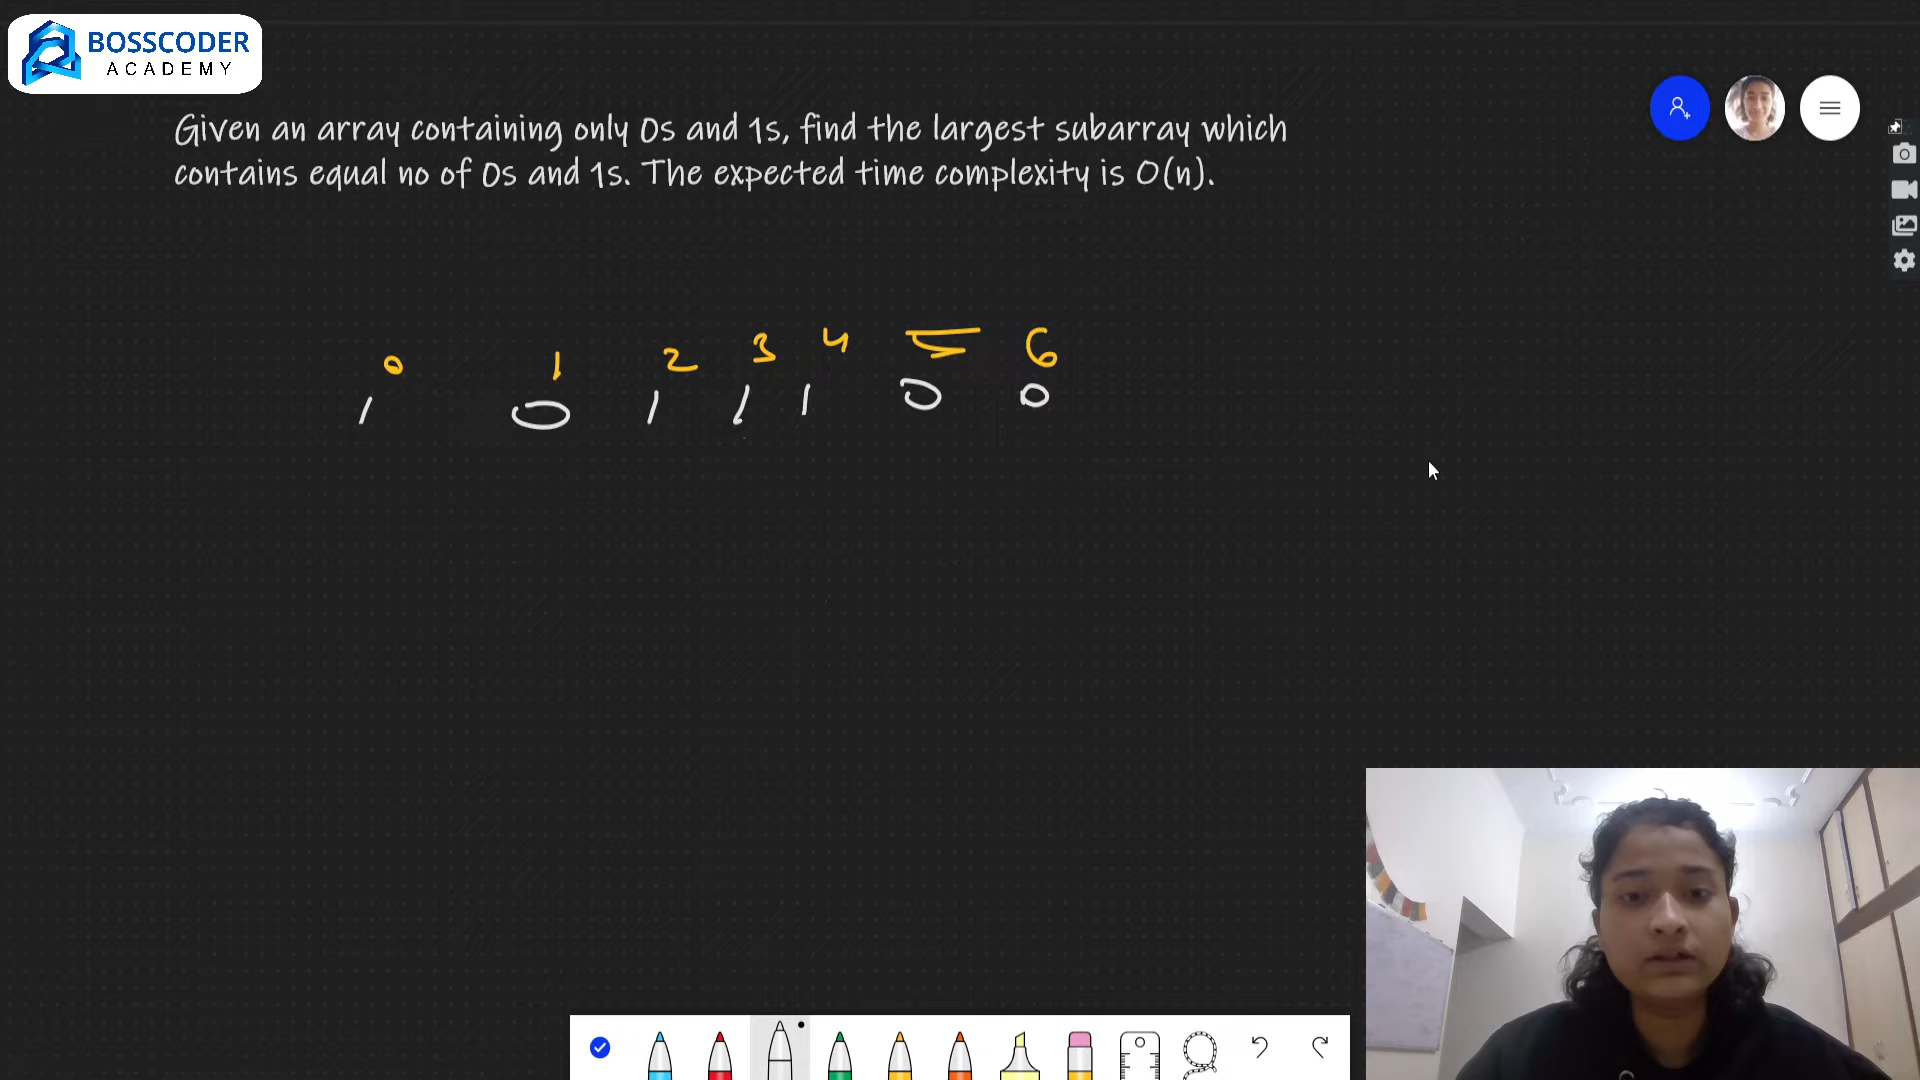 BOSSCODER
ACADEMY
Given an array containing only 0s and 1s, find the largest subarray which
contains equal no of 0s and 1s. The expected time complexity is O(n).
0 1 2 3 4 5 6
1 0 1 1 1 0 0